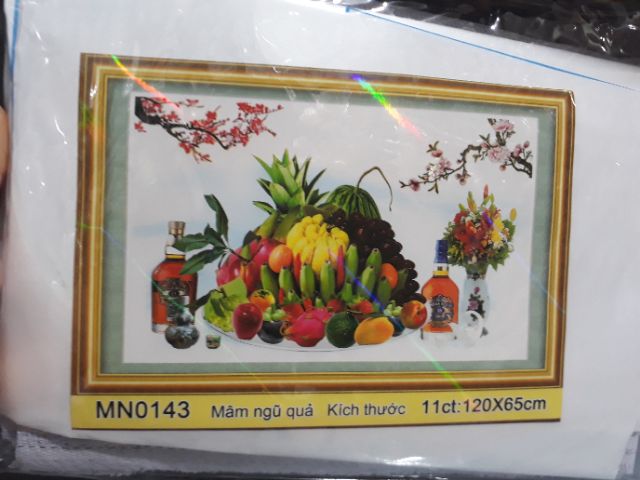 MN0143 Mâm ngũ quả Kích thước 11ct:120X65cm